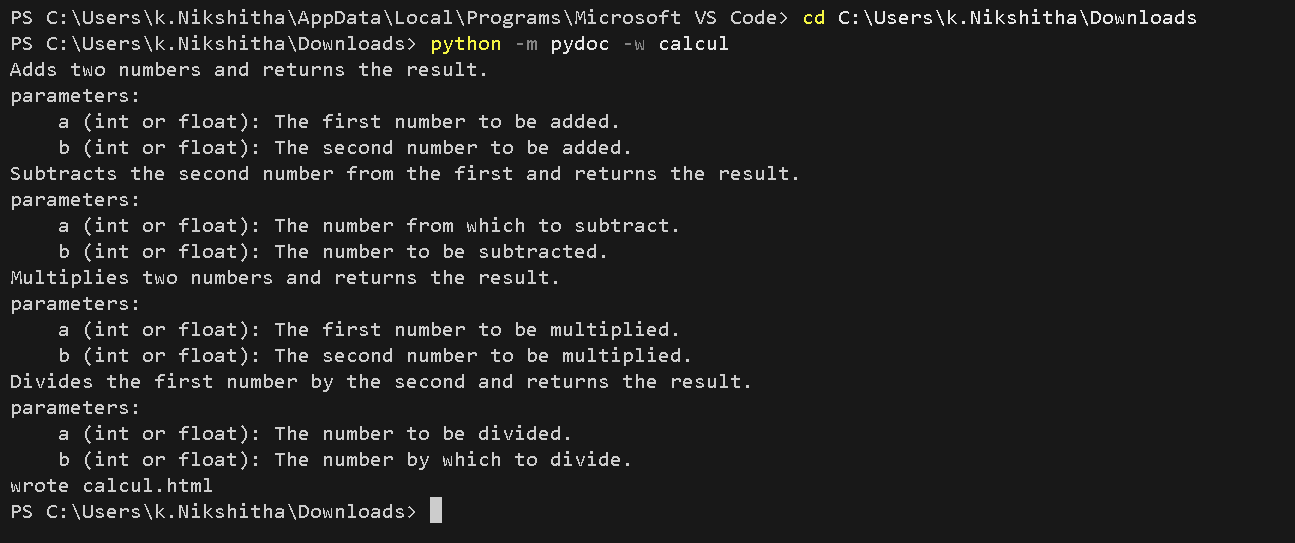 PS C:\Users\k.Nikshitha\AppData\Local\Programs\Microsoft VS Code> cd C:\Users\k.Nikshitha\Downloads
PS C:\Users\k.Nikshitha\Downloads> python -m pydoc -w calcul
Adds two numbers and returns the result.
parameters:
    a (int or float): The first number to be added.
    b (int or float): The second number to be added.
Subtracts the second number from the first and returns the result.
parameters:
    a (int or float): The number from which to subtract.
    b (int or float): The number to be subtracted.
Multiplies two numbers and returns the result.
parameters:
    a (int or float): The first number to be multiplied.
    b (int or float): The second number to be multiplied.
Divides the first number by the second and returns the result.
parameters:
    a (int or float): The number to be divided.
    b (int or float): The number by which to divide.
wrote calcul.html
PS C:\Users\k.Nikshitha\Downloads>